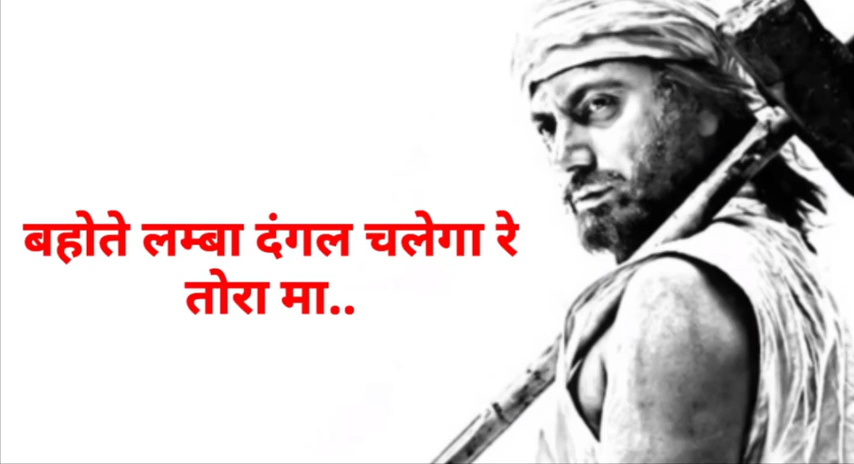 बहोते लम्बा दंगल चलेगा रे
तोरा मा..